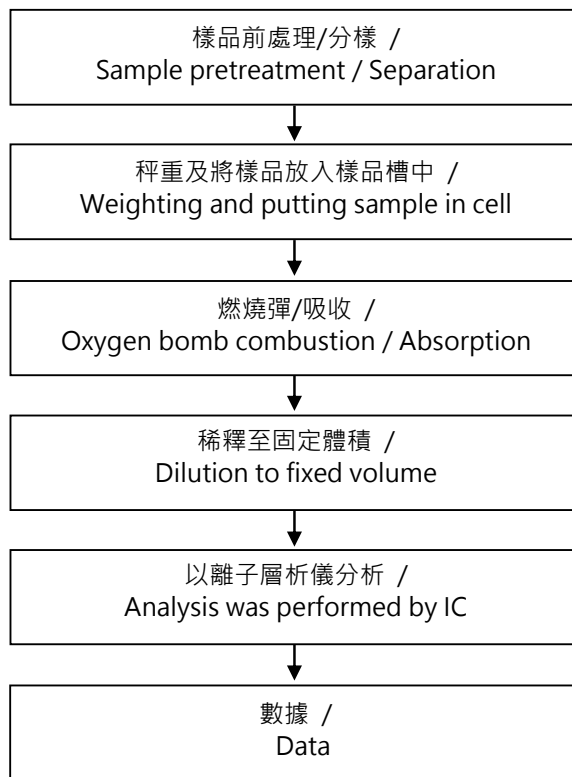 樣品前處理/分樣 /
Sample pretreatment / Separation
秤重及將樣品放入樣品槽中 /
Weighting and putting sample in cell
燃燒彈/吸收 /
Oxygen bomb combustion / Absorption
稀釋至固定體積 /
Dilution to fixed volume
以離子層析儀分析 /
Analysis was performed by IC
數據 /
Data